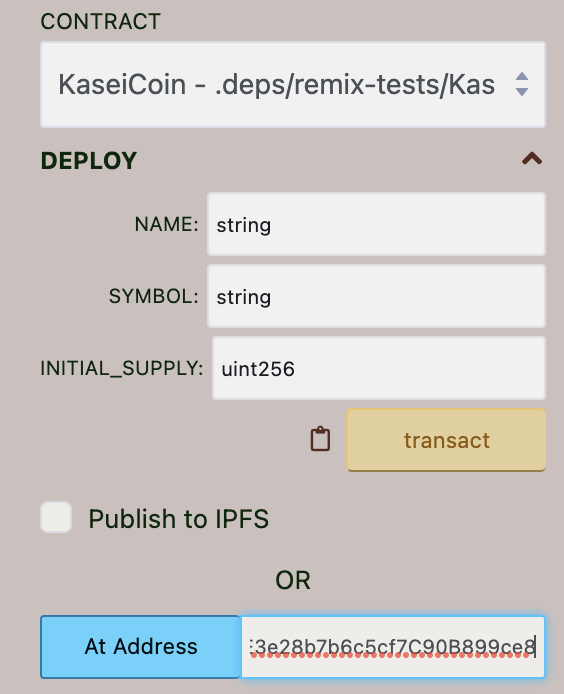 CONTRACT
KaseiCoin - .deps/remix-tests/Kas
DEPLOY
NAME: string
SYMBOL: string
INITIAL_SUPPLY: uint256
transact
Publish to IPFS
OR
At Address 3e28b7b6c5cf7C90B899ce8